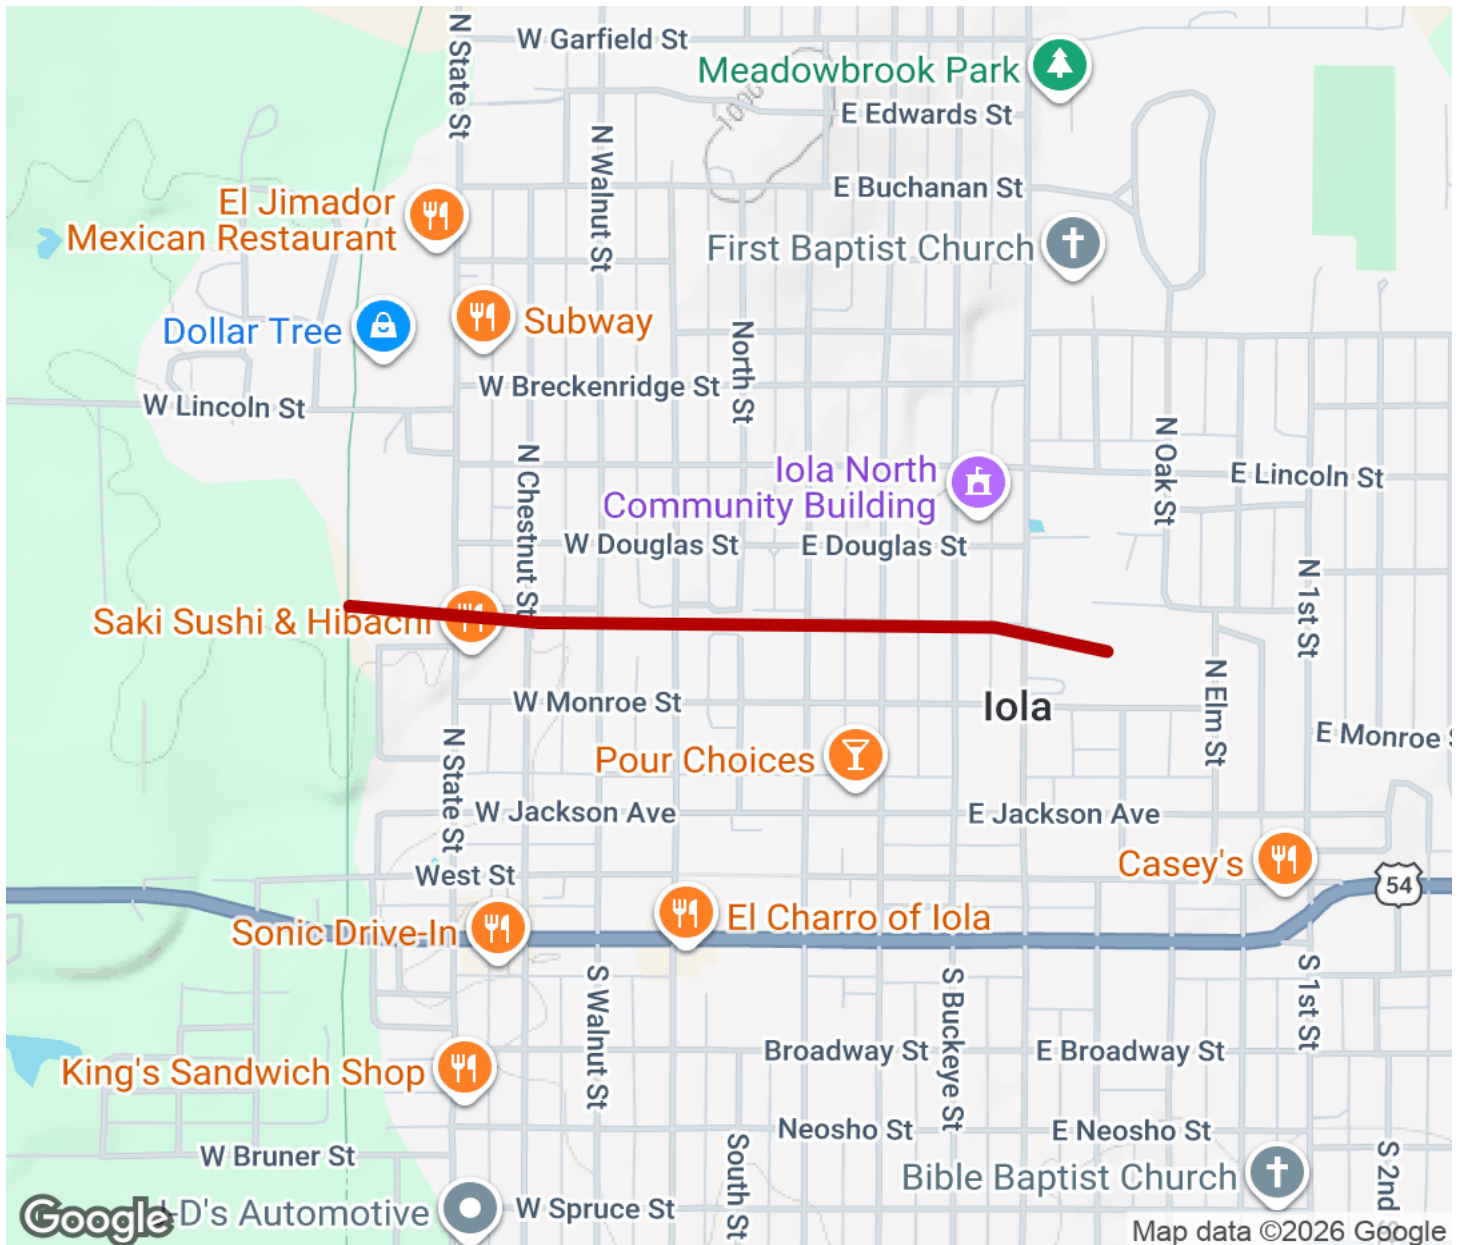 N State St
W Garfield St
Meadowbrook Park
1000
E Edwards St
N Walnut St
E Buchanan St
El Jimador
Mexican Restaurant
First Baptist Church
Subway
Dollar Tree
North St
W Breckenridge St
W Lincoln St
N Oak St
N Chestnut St
Iola North
Community Building
E Lincoln St
W Douglas St
E Douglas St
N 1st St
Saki Sushi & Hibachi
N Elm St
W Monroe St
Iola
E Monroe
N State St
Pour Choices
W Jackson Ave
E Jackson Ave
Casey's
West St
54
El Charro of Iola
Sonic Drive-In
S Walnut St
S Buckeye St
S 1st St
Broadway St
E Broadway St
King's Sandwich Shop
Neosho St
E Neosho St
South St
S 2nd
W Bruner St
Bible Baptist Church
Google
-D's Automotive
W Spruce St
Map data ©2026 Google